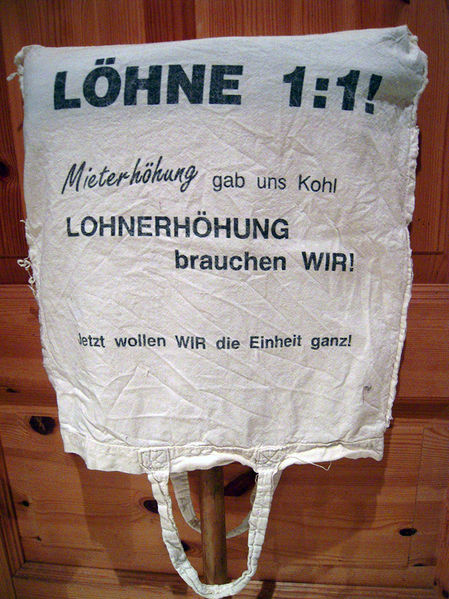 LÖHNE 1:1!
Mieterhöhung gab uns Kohl
LOHNERHÖHUNG
brauchen WIR!
Jetzt wollen WIR die Einheit ganz!